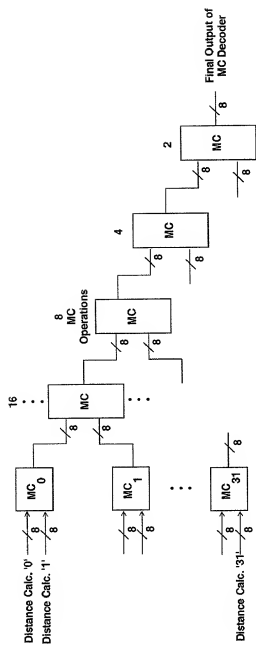 Final Output of
MC Decoder
8
2
MC
8
8
4
MC
8
8
8
MC
Operations
MC
8
8
16
MC
8
8
Distance Calc. '0'
Distance Calc. '1'
8
8
MC
0
8
8
MC
1
Distance Calc. '31'
8
8
MC
31
8